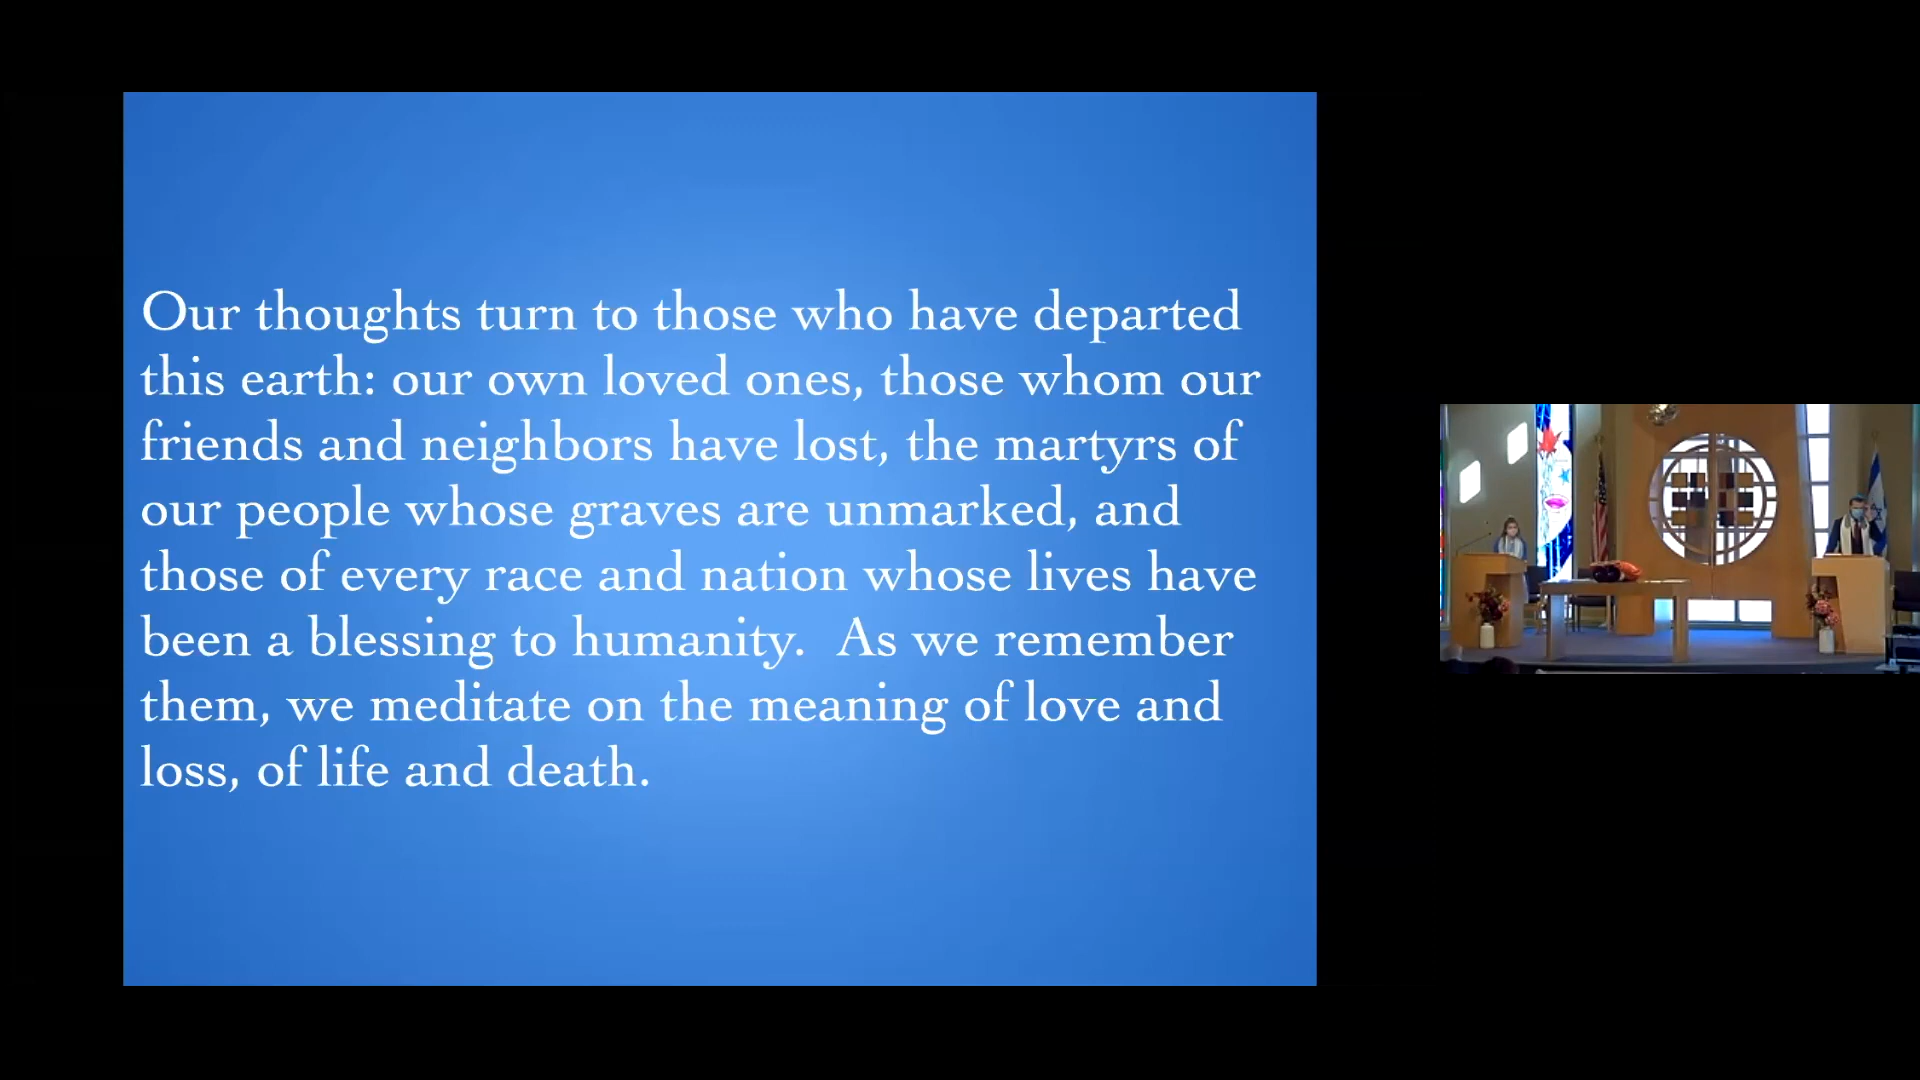 Our thoughts turn to those who have departed
this earth: our own loved ones, those whom our
friends and neighbors have lost, the martyrs of
our people whose graves are unmarked, and
those of every race and nation whose lives have
been a blessing to humanity.  As we remember
them, we meditate on the meaning of love and
loss, of life and death.